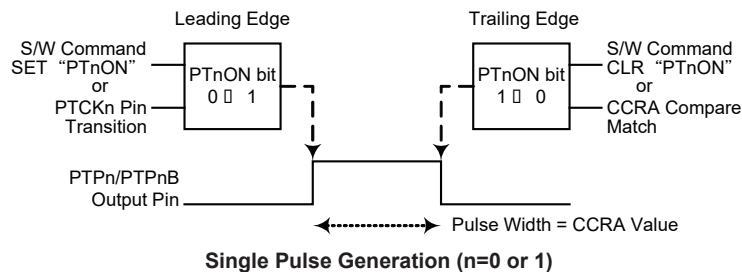 Leading Edge
S/W Command
SET “PTnON”
or
PTCKn Pin
Transition
PTnON bit
0 ▯ 1
Trailing Edge
PTnON bit
1 ▯ 0
S/W Command
CLR “PTnON”
or
CCRA Compare
Match
PTPn/PTPnB
Output Pin
Pulse Width = CCRA Value
Single Pulse Generation (n=0 or 1)